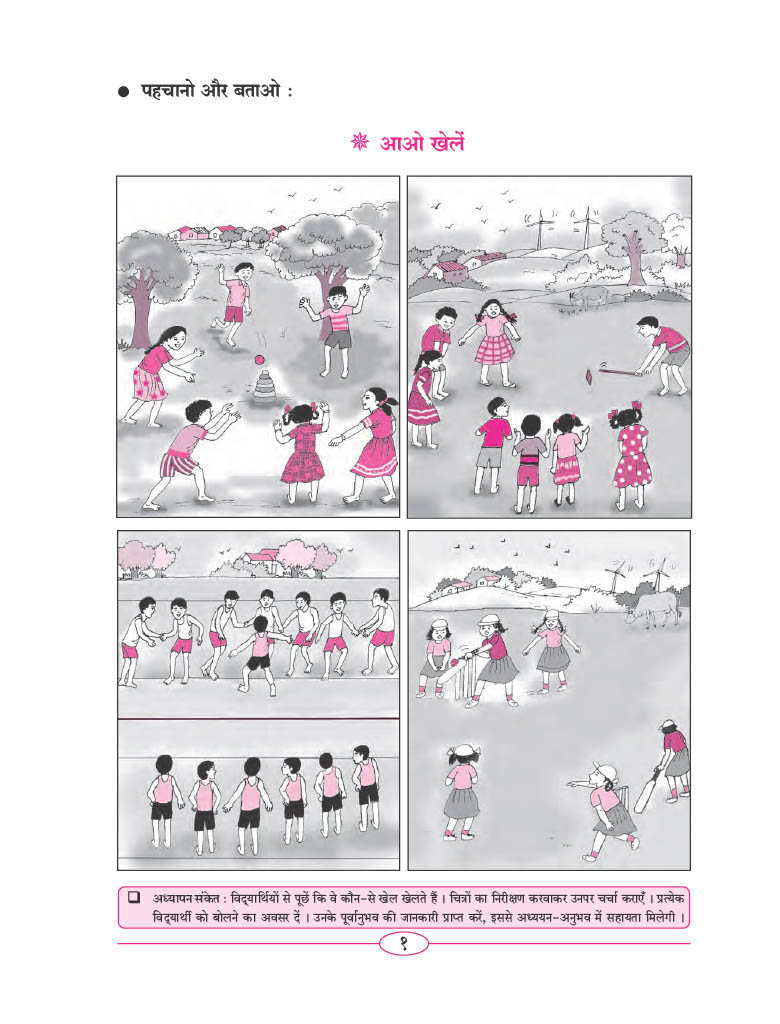 ● पहचानो और बताओ :
आओ खेलें
❑ अध्यापन संकेत : विद्‌यार्थियों से पूछें कि वे कौन-से खेल खेलते हैं । चित्रों का निरीक्षण करवाकर उनपर चर्चा कराएँ । प्रत्येक
विद्‌यार्थी को बोलने का अवसर दें । उनके पूर्वानुभव की जानकारी प्राप्त करें, इससे अध्ययन-अनुभव में सहायता मिलेगी ।
१